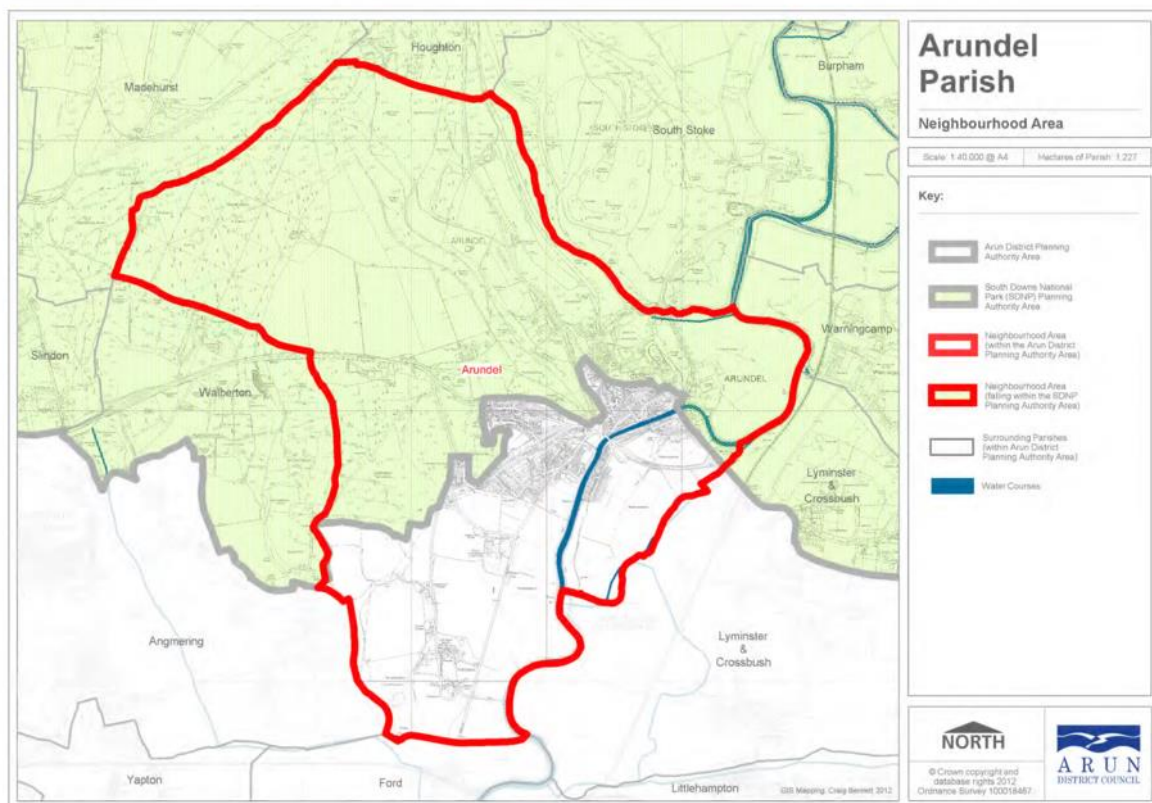 Houghton
Madehurst
Burpham
South Stoke
SOUTH STOKE
ARUNDEL
CP
Slindon
Walberton
Arundel
ARUNDEL
Warningcamp
Lyminster
&
Crossbush
Angmering
Lyminster
&
Crossbush
Yapton
Ford
Littlehampton
GIS Mapping: Craig Bennett 2012
Arundel
Parish
Neighbourhood Area
Scale: 1:40,000 @ A4
Hectares of Parish: 1,227
Key:
Arun District Planning
Authority Area
South Downs National
Park (SDNP) Planning
Authority Area
Neighbourhood Area
(within the Arun District
Planning Authority Area)
Neighbourhood Area
(falling within the SDNP
Planning Authority Area)
Surrounding Parishes
(within Arun District
Planning Authority Area)
Water Courses
NORTH
© Crown copyright and
database rights 2012
Ordnance Survey 100018487
ARUN
DISTRICT COUNCIL